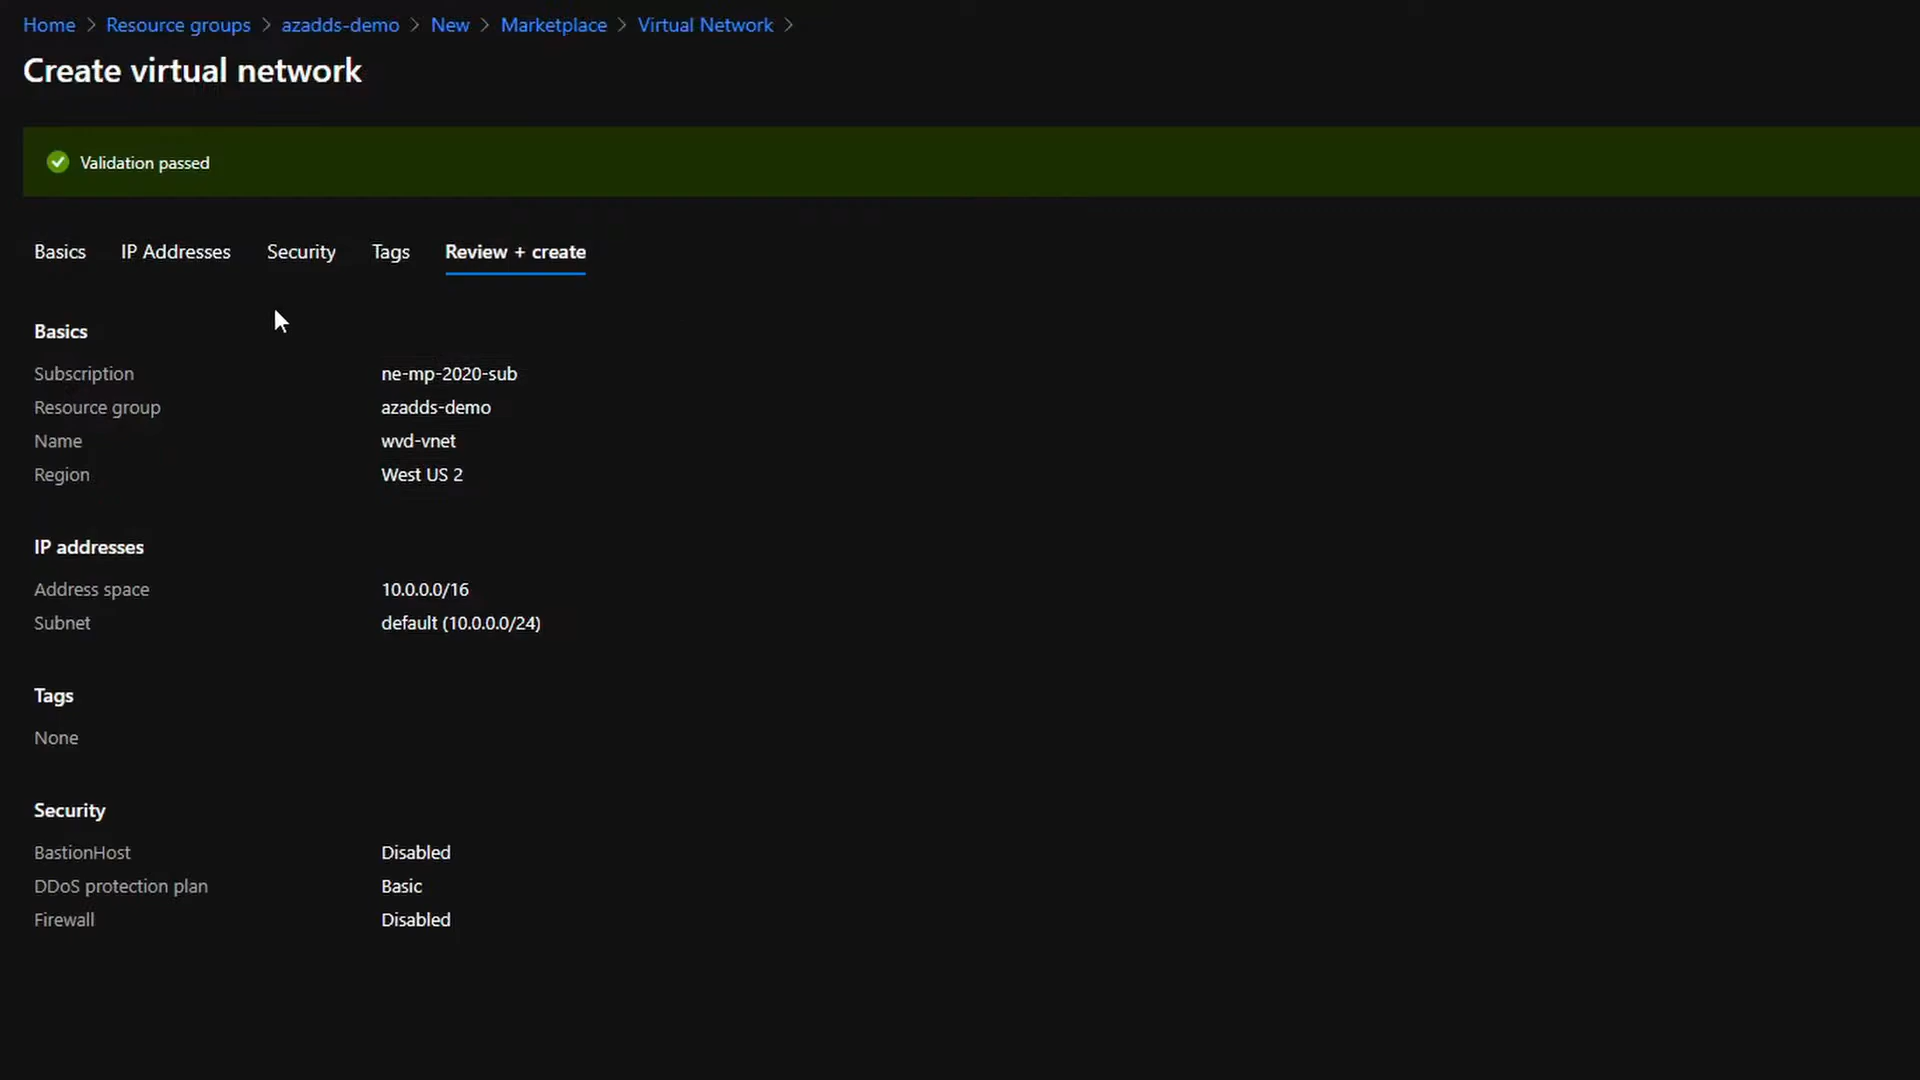 Home > Resource groups > azadds-demo > New > Marketplace > Virtual Network >
Create virtual network
Validation passed
Basics IP Addresses Security Tags Review + create
Basics
Subscription ne-mp-2020-sub
Resource group azadds-demo
Name wvd-vnet
Region West US 2
IP addresses
Address space 10.0.0.0/16
Subnet default (10.0.0.0/24)
Tags
None
Security
BastionHost Disabled
DDoS protection plan Basic
Firewall Disabled